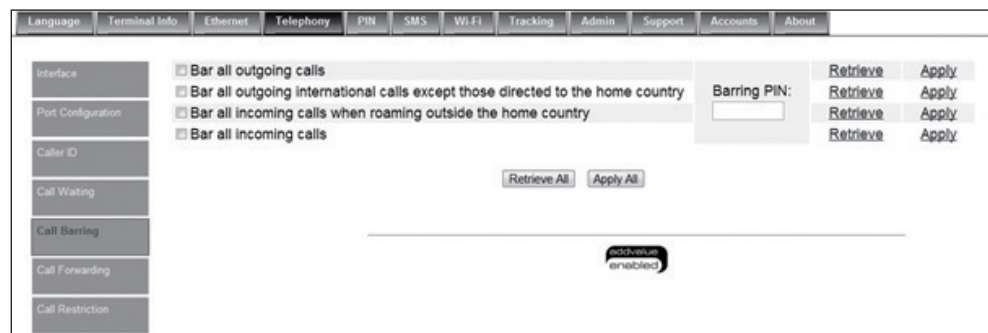 Language Terminal Info Ethernet Telephony PIN SMS Wi-Fi Tracking Admin Support Accounts About
Interface
Port Configuration
Caller ID
Call Waiting
Call Barring
Call Forwarding
Call Restriction
Bar all outgoing calls Retrieve Apply
Bar all outgoing international calls except those directed to the home country Barring PIN: Retrieve Apply
Bar all incoming calls when roaming outside the home country Retrieve Apply
Bar all incoming calls Retrieve Apply
Retrieve All Apply All
addvalue
enabled